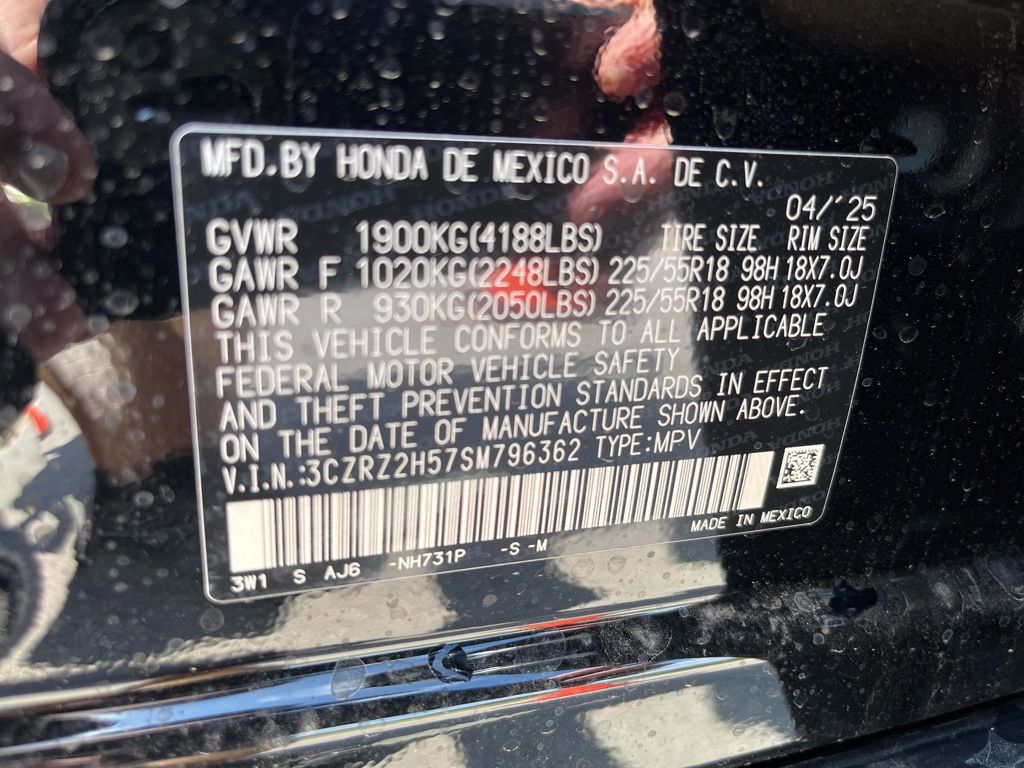 MFD.BY HONDA DE MEXICO S.A. DE C.V.
04/'25
GVWR 1900KG(4188LBS) TIRE SIZE RIM SIZE
GAWR F 1020KG(2248LBS) 225/55R18 98H 18X7.0J
GAWR R 930KG(2050LBS) 225/55R18 98H 18X7.0J
THIS VEHICLE CONFORMS TO ALL APPLICABLE
FEDERAL MOTOR VEHICLE SAFETY
AND THEFT PREVENTION STANDARDS IN EFFECT
ON THE DATE OF MANUFACTURE SHOWN ABOVE.
V.I.N.:3CZRZ2H57SM796362 TYPE:MPV
MADE IN MEXICO
3W1 S AJ6 -NH731P -S -M